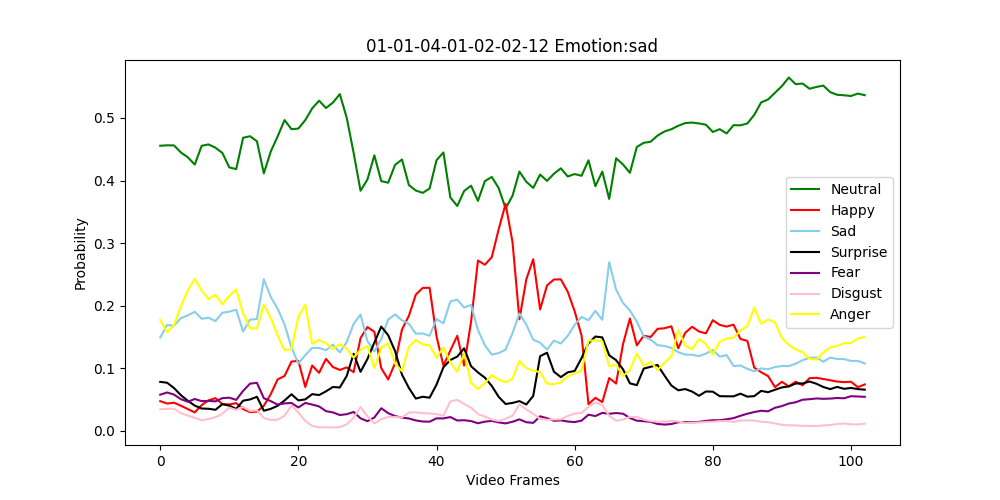 01-01-04-01-02-02-12 Emotion:sad
Probability
0.5
0.4
0.3
0.2
0.1
0.0
0 20 40 60 80 100
Video Frames
Neutral
Happy
Sad
Surprise
Fear
Disgust
Anger